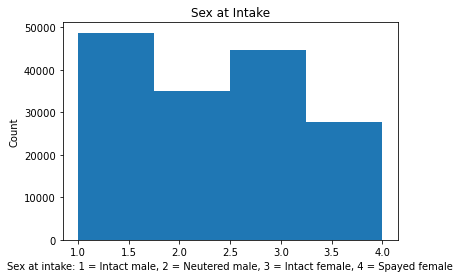 Sex at Intake
50000
40000
30000
20000
10000
0
Count
1.0 1.5 2.0 2.5 3.0 3.5 4.0
Sex at intake: 1 = Intact male, 2 = Neutered male, 3 = Intact female, 4 = Spayed female